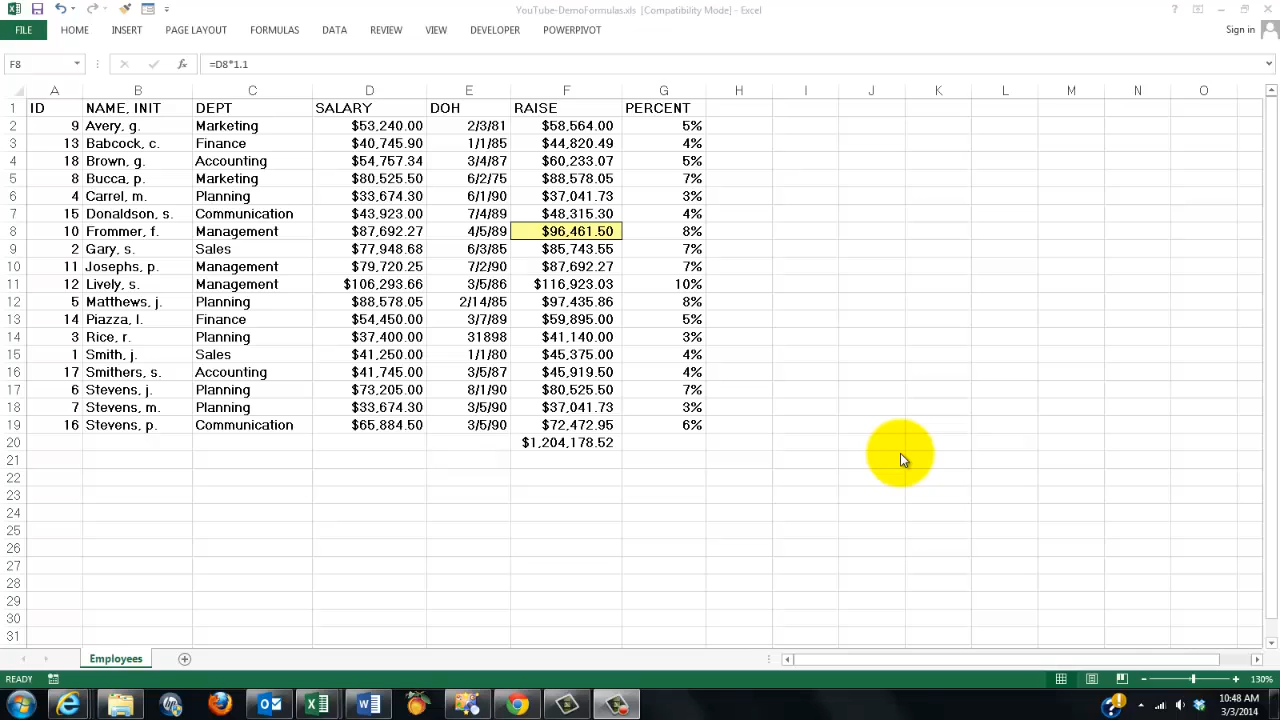 YouTube-DemoFormulas.xls [Compatibility Mode] - Excel
FILE HOME INSERT PAGE LAYOUT FORMULAS DATA REVIEW VIEW DEVELOPER POWERPIVOT Sign in
F8 fx =D8*1.1
A B C D E F G H I J K L M N O
1 ID NAME, INIT DEPT SALARY DOH RAISE PERCENT
2 9 Avery, g. Marketing $53,240.00 2/3/81 $58,564.00 5%
3 13 Babcock, c. Finance $40,745.90 1/1/85 $44,820.49 4%
4 18 Brown, g. Accounting $54,757.34 3/4/87 $60,233.07 5%
5 8 Bucca, p. Marketing $80,525.50 6/2/75 $88,578.05 7%
6 4 Carrel, m. Planning $33,674.30 6/1/90 $37,041.73 3%
7 15 Donaldson, s. Communication $43,923.00 7/4/89 $48,315.30 4%
8 10 Frommer, f. Management $87,692.27 4/5/89 $96,461.50 8%
9 2 Gary, s. Sales $77,948.68 6/3/85 $85,743.55 7%
10 11 Josephs, p. Management $79,720.25 7/2/90 $87,692.27 7%
11 12 Lively, s. Management $106,293.66 3/5/86 $116,923.03 10%
12 5 Matthews, j. Planning $88,578.05 2/14/85 $97,435.86 8%
13 14 Piazza, l. Finance $54,450.00 3/7/89 $59,895.00 5%
14 3 Rice, r. Planning $37,400.00 31898 $41,140.00 3%
15 1 Smith, j. Sales $41,250.00 1/1/80 $45,375.00 4%
16 17 Smithers, s. Accounting $41,745.00 3/5/87 $45,919.50 4%
17 6 Stevens, j. Planning $73,205.00 8/1/90 $80,525.50 7%
18 7 Stevens, m. Planning $33,674.30 3/5/90 $37,041.73 3%
19 16 Stevens, p. Communication $65,884.50 3/5/90 $72,472.95 6%
20 $1,204,178.52
21
22
23
24
25
26
27
28
29
30
31
Employees
READY 130%
10:48 AM
3/3/2014